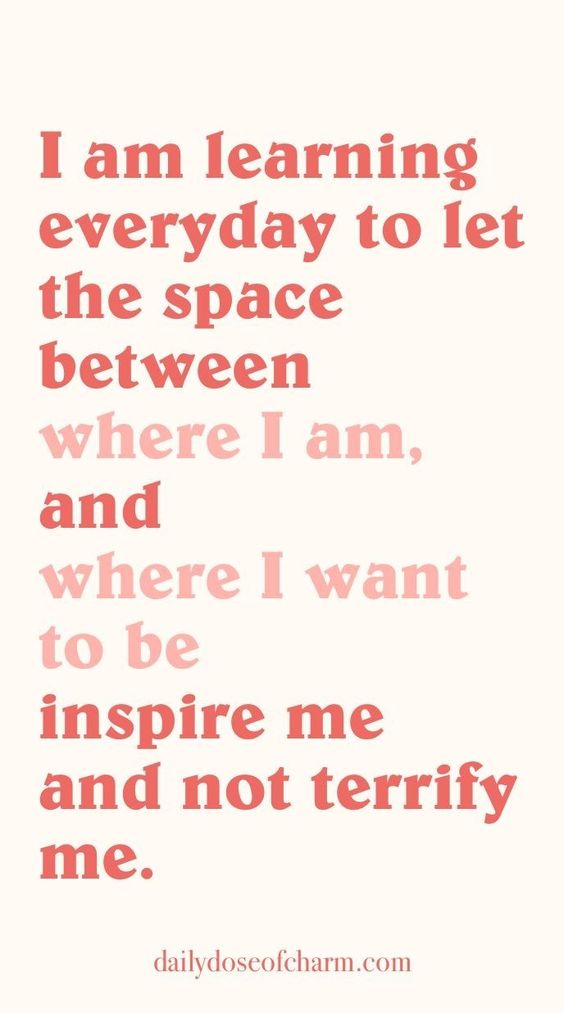 I am learning
everyday to let
the space
between
where I am,
and
where I want
to be
inspire me
and not terrify
me.
dailydoseofcharm.com